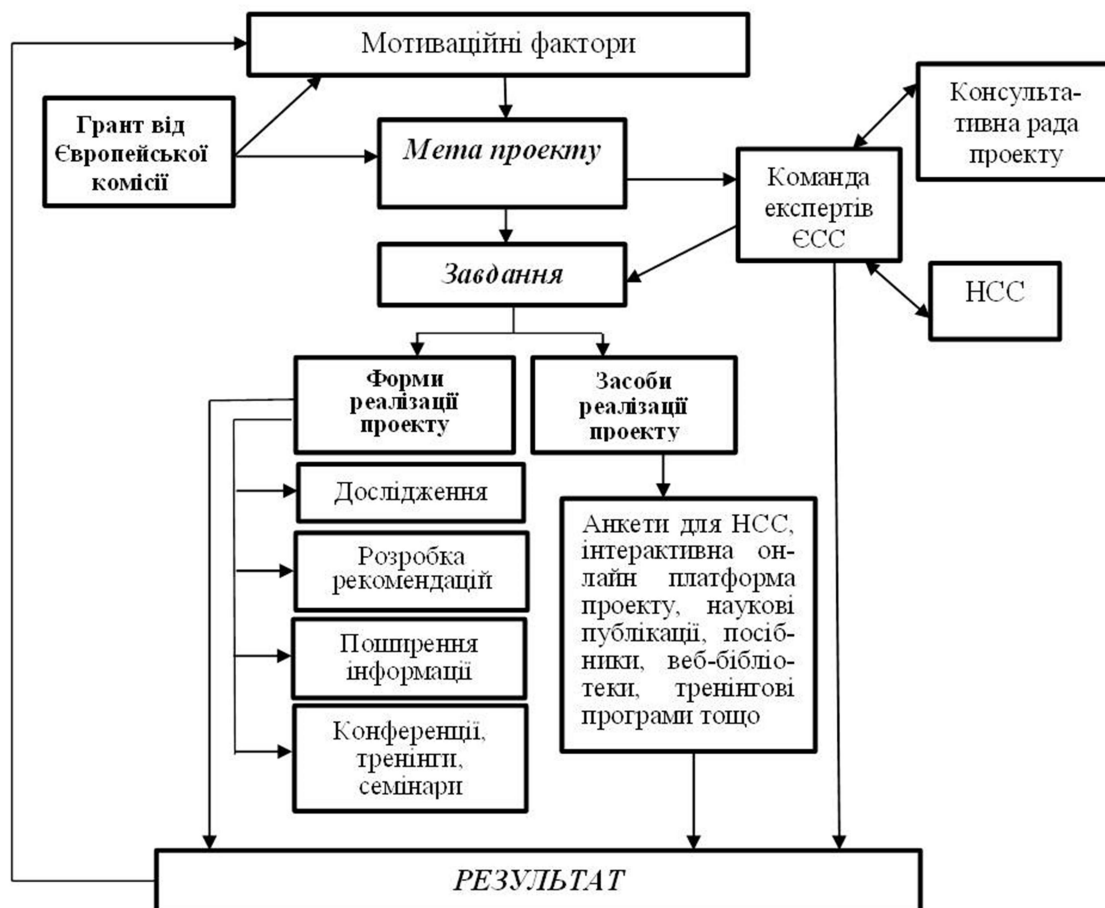 Мотиваційні фактори
Грант від
Європейської
комісії
Мета проекту
Консульта-
тивна рада
проекту
Команда
експертів
ЄСС
Завдання
НСС
Форми
реалізації
проекту
Засоби
реалізації
проекту
Дослідження
Розробка
рекомендацій
Поширення
інформації
Конференції,
тренінги,
семінари
Анкети для НСС,
інтерактивна он-
лайн платформа
проекту, наукові
публікації, посіб-
ники, веб-бібліо-
теки, тренінгові
програми тощо
РЕЗУЛЬТАТ